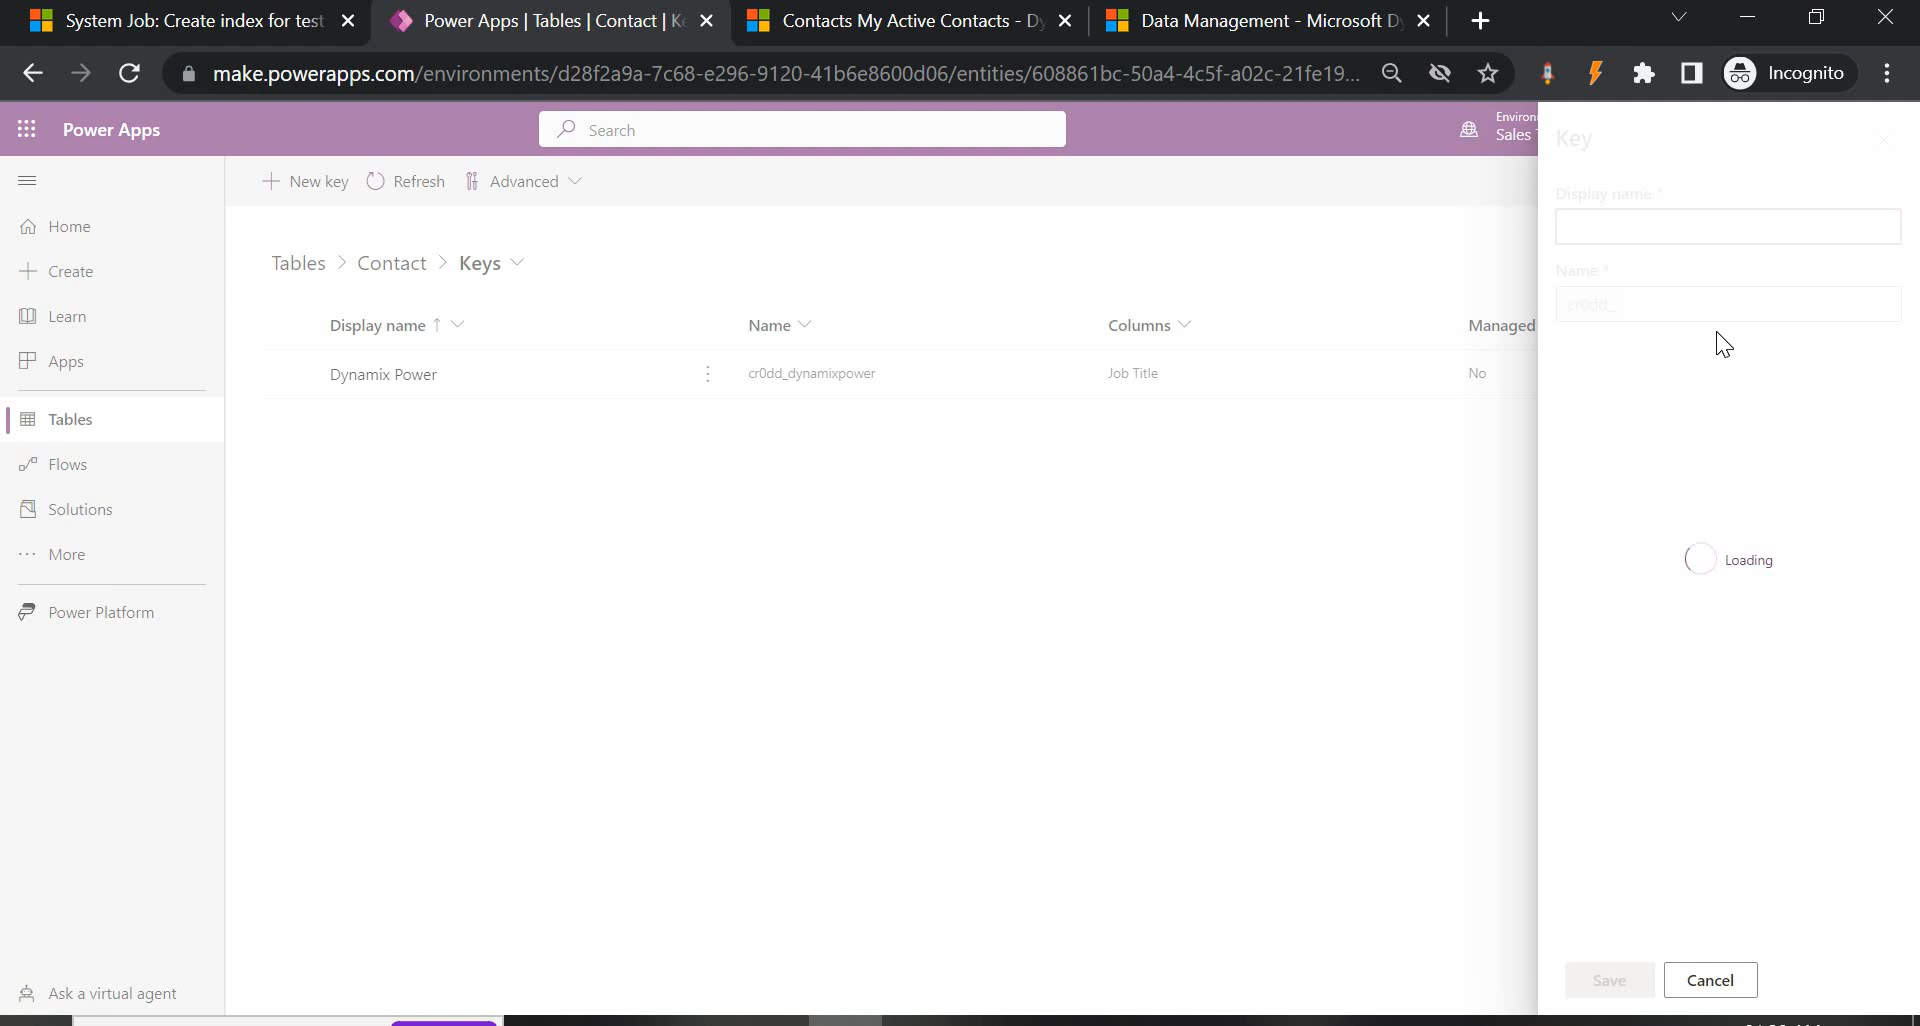 System Job: Create index for test
Power Apps | Tables | Contact | Ke
Contacts My Active Contacts - Dy
Data Management - Microsoft Dy
make.powerapps.com/environments/d28f2a9a-7c68-e296-9120-41b6e8600d06/entities/608861bc-50a4-4c5f-a02c-21fe19...
Incognito
Power Apps
Search
Environ
Sales
Key
New key
Refresh
Advanced
Display name *
Home
Create
Learn
Apps
Tables
Flows
Solutions
More
Power Platform
Ask a virtual agent
Tables > Contact > Keys
Name *
cr0dd_
Display name ↑
Name
Columns
Managed
Dynamix Power
cr0dd_dynamixpower
Job Title
No
Loading
Save
Cancel